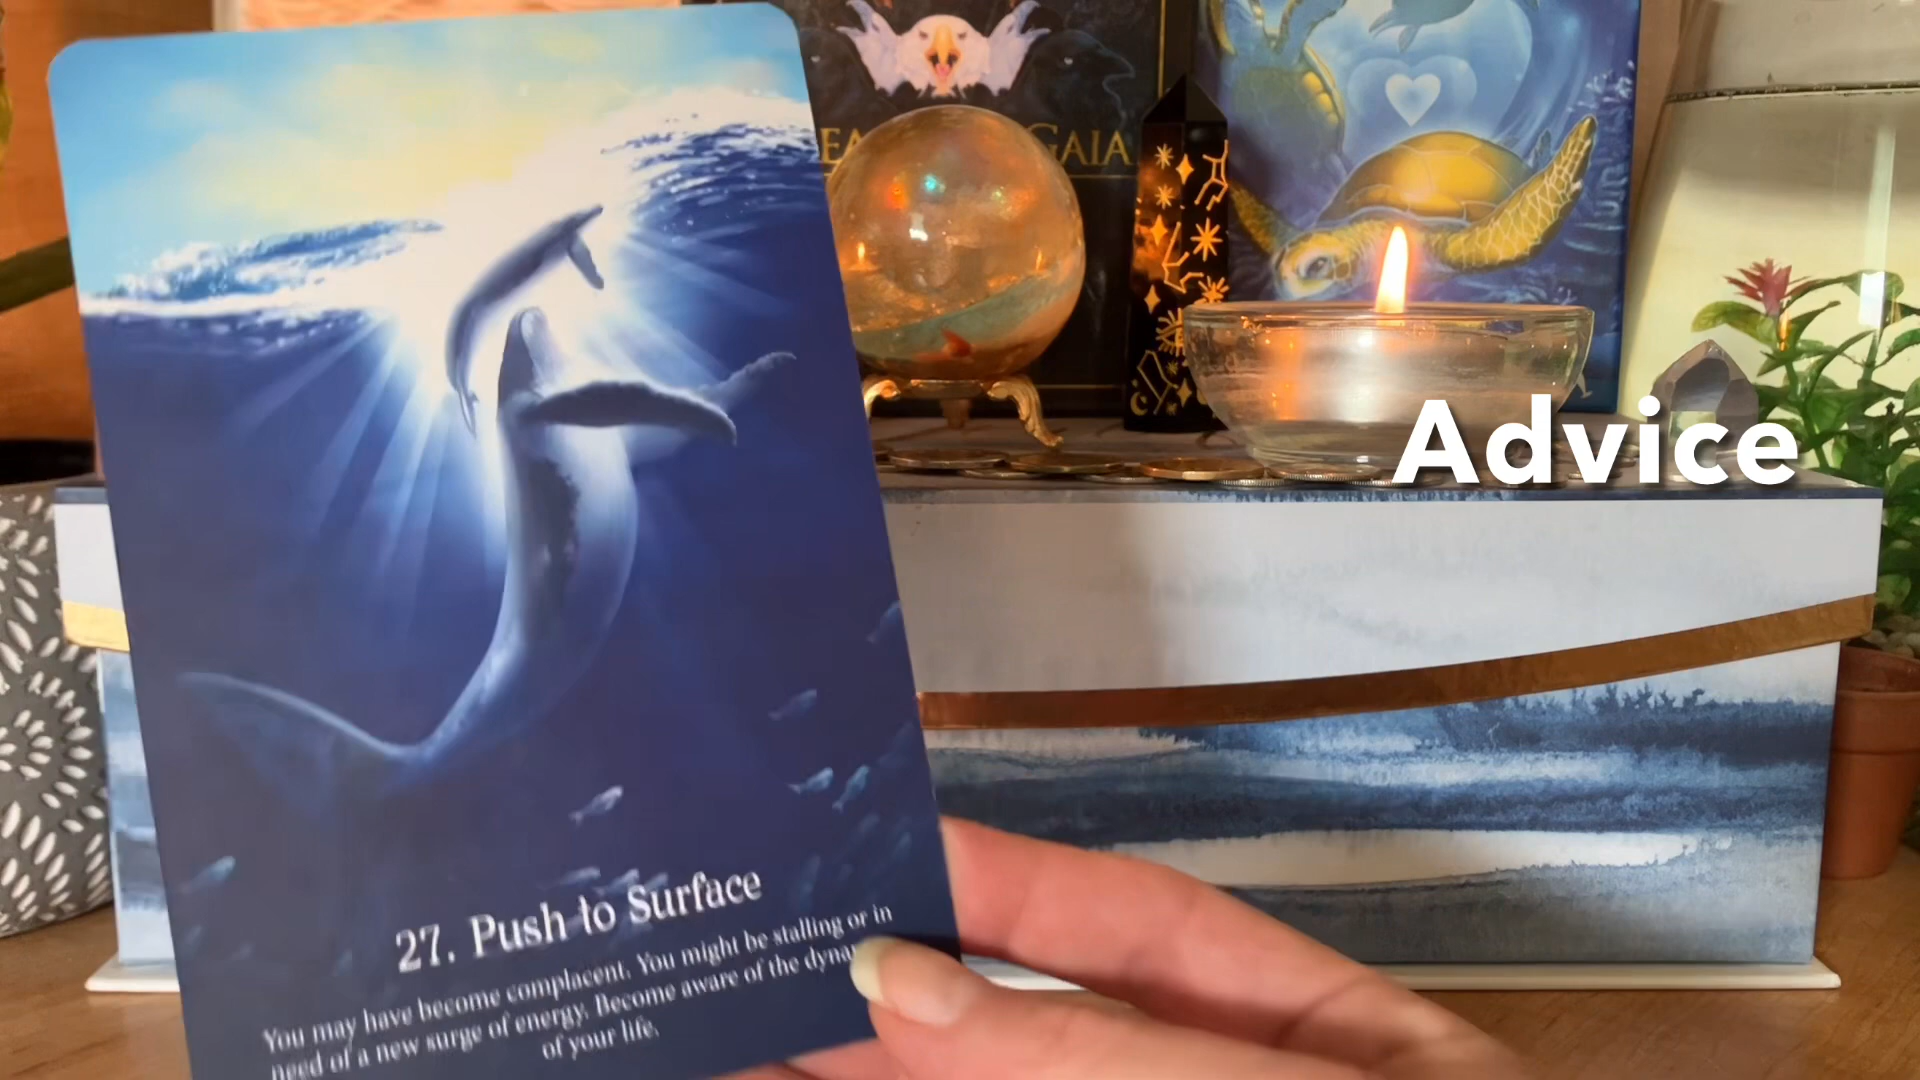 GAIA
Advice
27. Push to Surface
You may have become complacent. You might be stalling or in
need of a new surge of energy. Become aware of the
of your life.